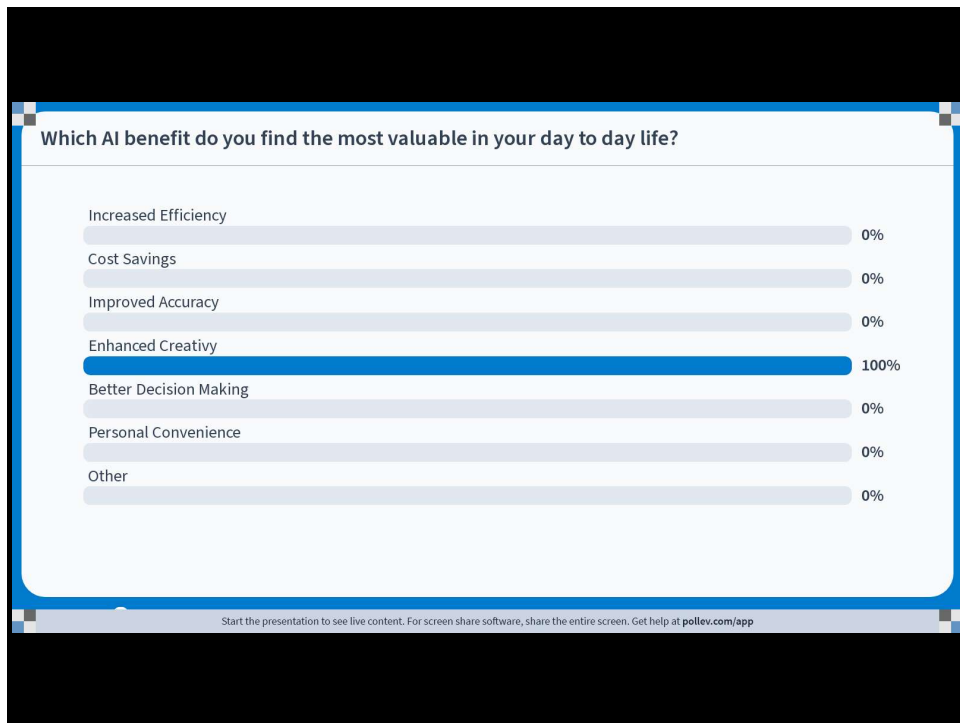 Which AI benefit do you find the most valuable in your day to day life?
Increased Efficiency
0%
Cost Savings
0%
Improved Accuracy
0%
Enhanced Creativy
100%
Better Decision Making
0%
Personal Convenience
0%
Other
0%
Start the presentation to see live content. For screen share software, share the entire screen. Get help at pollev.com/app